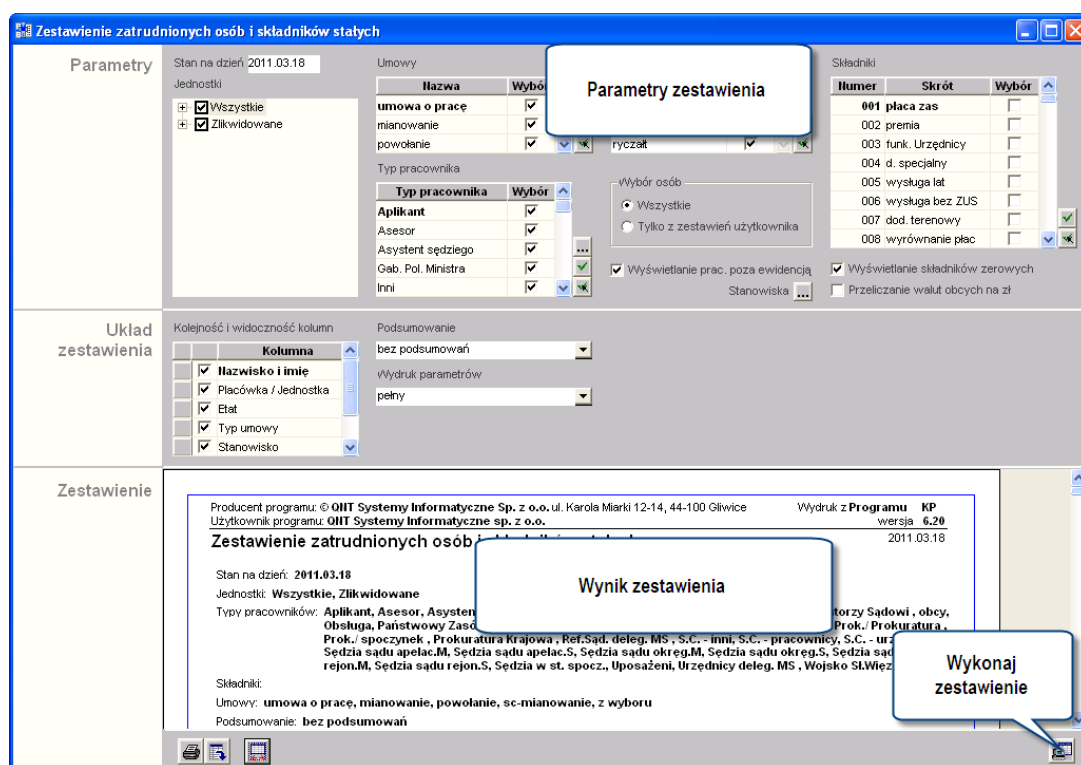 Zestawienie zatrudnionych osób i składników stałych
Parametry
Stan na dzień 2011.03.18
Jednostki
Wszystkie
Zlikwidowane
Umowy
Nazwa
umowa o pracę
mianowanie
powołanie
Typ pracownika
Typ pracownika Wybór
Aplikant
Asesor
Asystent sędziego
Gab. Pol. Ministra
Inni
Parametry zestawienia
ryczałt
Wybór osób
Wszystkie
Tylko z zestawień użytkownika
Wyświetlanie prac. poza ewidencją
Stanowiska ...
Składniki
Numer Skrót Wybór
001 płaca zas
002 premia
003 funk. Urzędnicy
004 d. specjalny
005 wysługa lat
006 wysługa bez ZUS
007 dod. terenowy
008 wyrównanie płac
Wyświetlanie składników zerowych
Przeliczanie walut obcych na zł
Układ
zestawienia
Kolejność i widoczność kolumn
Kolumna
Nazwisko i imię
Placówka / Jednostka
Etat
Typ umowy
Stanowisko
Podsumowanie
bez podsumowań
Wydruk parametrów
pełny
Zestawienie
Producent programu: © QNT Systemy Informatyczne Sp. z o.o. ul. Karola Miarki 12-14, 44-100 Gliwice Wydruk z Programu KP
Użytkownik programu: QNT Systemy Informatyczne sp. z o.o. wersja 6.20
Zestawienie zatrudnionych osób 2011.03.18
Stan na dzień: 2011.03.18
Jednostki: Wszystkie, Zlikwidowane
Typy pracowników: Aplikant, Asesor, Sądowi , obcy,
Obsługa, Państwowy Prok./ Prokuratura ,
Prok./ spoczynek , Prokuratura Krajowa , Ref.Sąd. deleg. MS , S.C. - inni, S.C. - pracownicy, S.C. -
Sędzia sądu apelac.M, Sędzia sądu apelac.S, Sędzia sądu okręg.M, Sędzia sądu okręg.S, Sędzia
rejon.M, Sędzia sądu rejon.S, Sędzia w st. spocz., Uposażeni, Urzędnicy deleg. MS , Wojsko
Składniki:
Umowy: umowa o pracę, mianowanie, powołanie, sc-mianowanie, z wyboru
Podsumowanie: bez podsumowań
Wynik zestawienia
Wykonaj
zestawienie